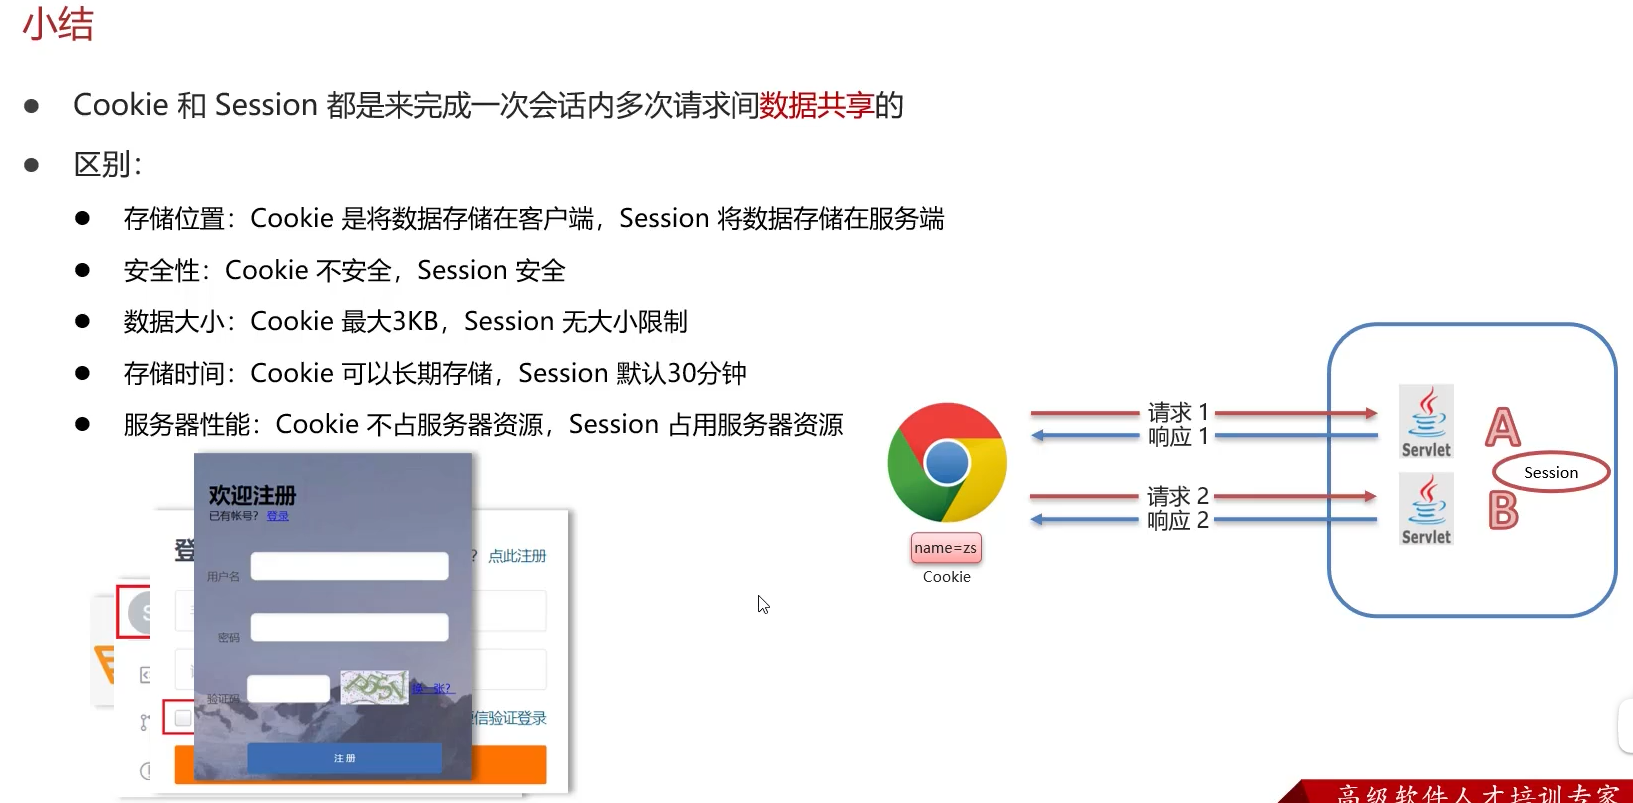 小结
Cookie 和 Session 都是来完成一次会话内多次请求间数据共享的
区别：
存储位置：Cookie 是将数据存储在客户端，Session 将数据存储在服务端
安全性：Cookie 不安全，Session 安全
数据大小：Cookie 最大3KB，Session 无大小限制
存储时间：Cookie 可以长期存储，Session 默认30分钟
服务器性能：Cookie 不占服务器资源，Session 占用服务器资源
请求 1
响应 1
请求 2
响应 2
Servlet
Servlet
A
B
Session
name=zs
Cookie
欢迎注册
已有帐号？ 登录
用户名
密码
验证码
换一张？
注册
登
？ 点此注册
信验证登录
高级软件人才培训专家